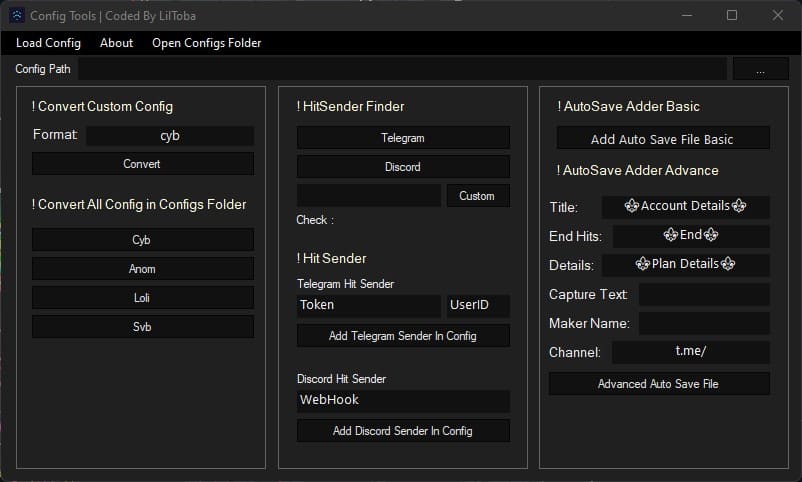 Config Tools | Coded By LilToba
Load Config About Open Configs Folder
Config Path ...
! Convert Custom Config
Format: cyb
Convert
! Convert All Config in Configs Folder
Cyb
Anom
Loli
Svb
! HitSender Finder
Telegram
Discord
Custom
Check :
! Hit Sender
Telegram Hit Sender
Token UserID
Add Telegram Sender In Config
Discord Hit Sender
WebHook
Add Discord Sender In Config
! AutoSave Adder Basic
Add Auto Save File Basic
! AutoSave Adder Advance
Title: ⚜Account Details⚜
End Hits: ⚜End⚜
Details: ⚜Plan Details⚜
Capture Text:
Maker Name:
Channel: t.me/
Advanced Auto Save File